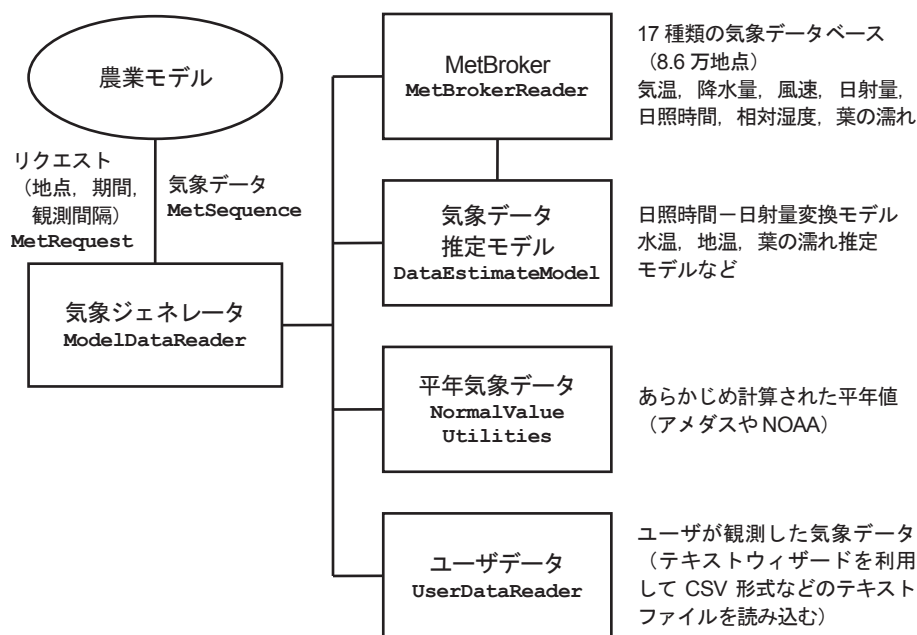 農業モデル
リクエスト
（地点，期間，
観測間隔）
MetRequest
気象データ
MetSequence
気象ジェネレータ
ModelDataReader
MetBroker
MetBrokerReader
17 種類の気象データベース
（8.6 万地点）
気温，降水量，風速，日射量，
日照時間，相対湿度，葉の濡れ
気象データ
推定モデル
DataEstimateModel
日照時間－日射量変換モデル
水温，地温，葉の濡れ推定
モデルなど
平年気象データ
NormalValue
Utilities
あらかじめ計算された平年値
（アメダスや NOAA）
ユーザデータ
UserDataReader
ユーザが観測した気象データ
（テキストウィザードを利用
して CSV 形式などのテキスト
ファイルを読み込む）